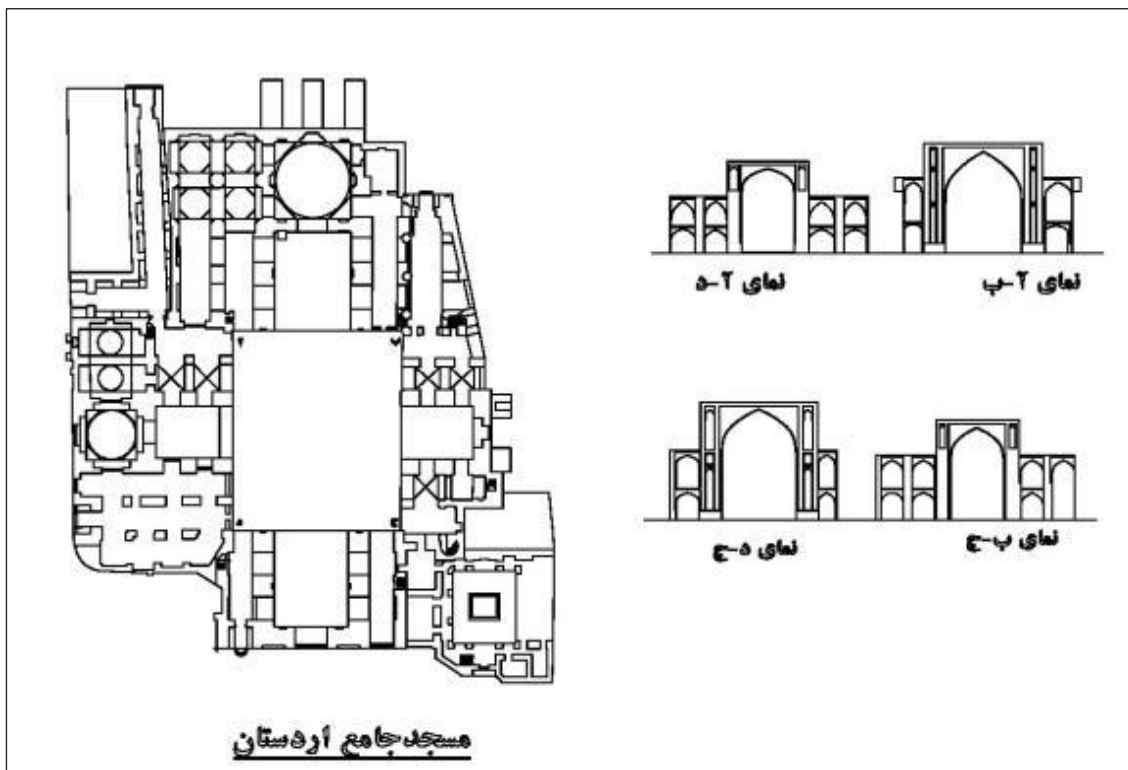 نمای آ-د
نمای آ-ب
نمای د-ج
نمای ب-ج
آ
ب
د
ج
مسجد جامع اردستان